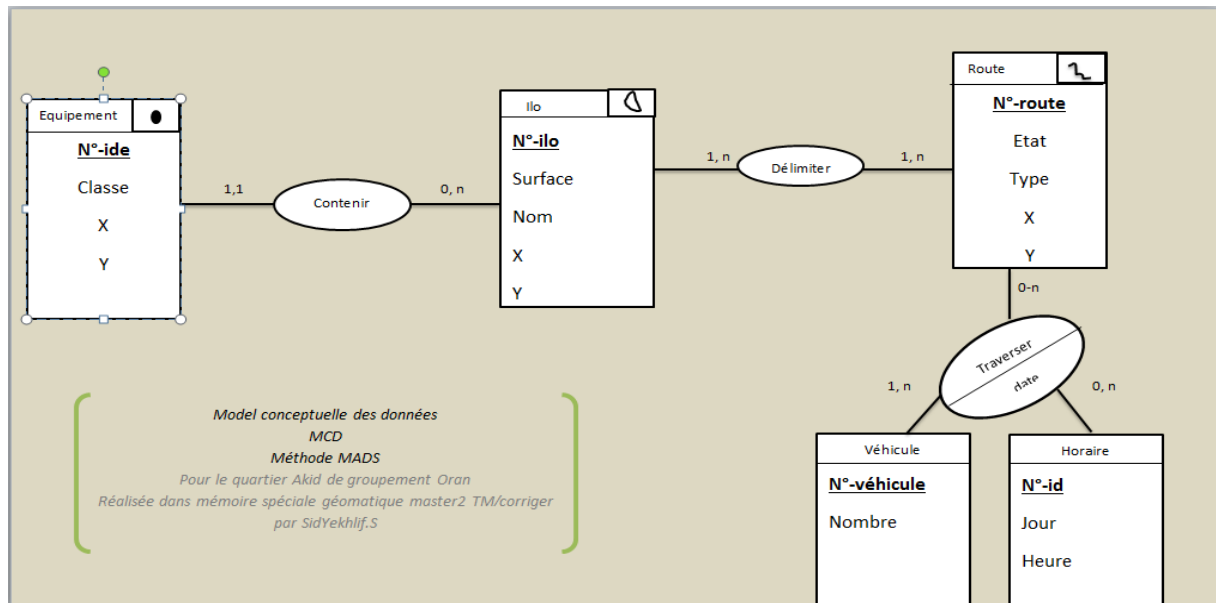 Equipement
N°-ide
Classe
X
Y
1,1
Contenir
0, n
Ilo
N°-ilo
Surface
Nom
X
Y
1, n
Délimiter
1, n
Route
N°-route
Etat
Type
X
Y
0-n
Traverser
date
1, n
0, n
Véhicule
N°-véhicule
Nombre
Horaire
N°-id
Jour
Heure
Model conceptuelle des données
MCD
Méthode MADS
Pour le quartier Akid de groupement Oran
Réalisée dans mémoire spéciale géomatique master2 TM/corriger
par SidYekhlif.S